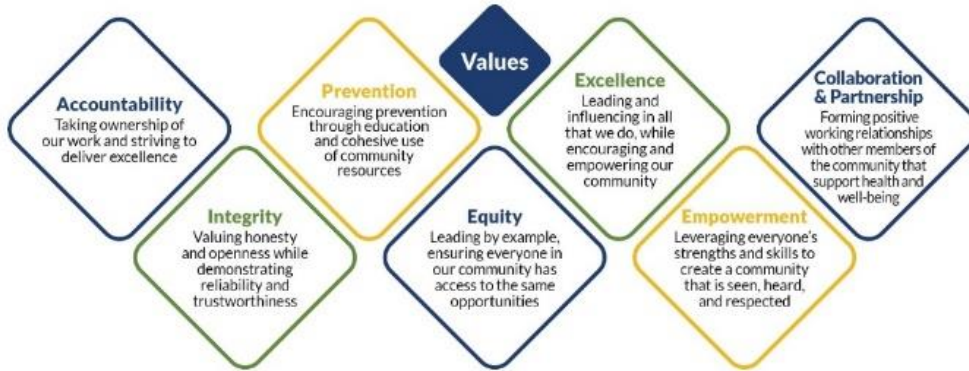 Values
Accountability
Taking ownership of
our work and striving to
deliver excellence
Integrity
Valuing honesty
and openness while
demonstrating
reliability and
trustworthiness
Prevention
Encouraging prevention
through education
and cohesive use
of community
resources
Equity
Leading by example,
ensuring everyone in
our community has
access to the same
opportunities
Excellence
Leading and
influencing in all
that we do, while
encouraging and
empowering our
community
Empowerment
Leveraging everyone's
strengths and skills to
create a community
that is seen, heard,
and respected
Collaboration
& Partnership
Forming positive
working relationships
with other members of
the community that
support health and
well-being